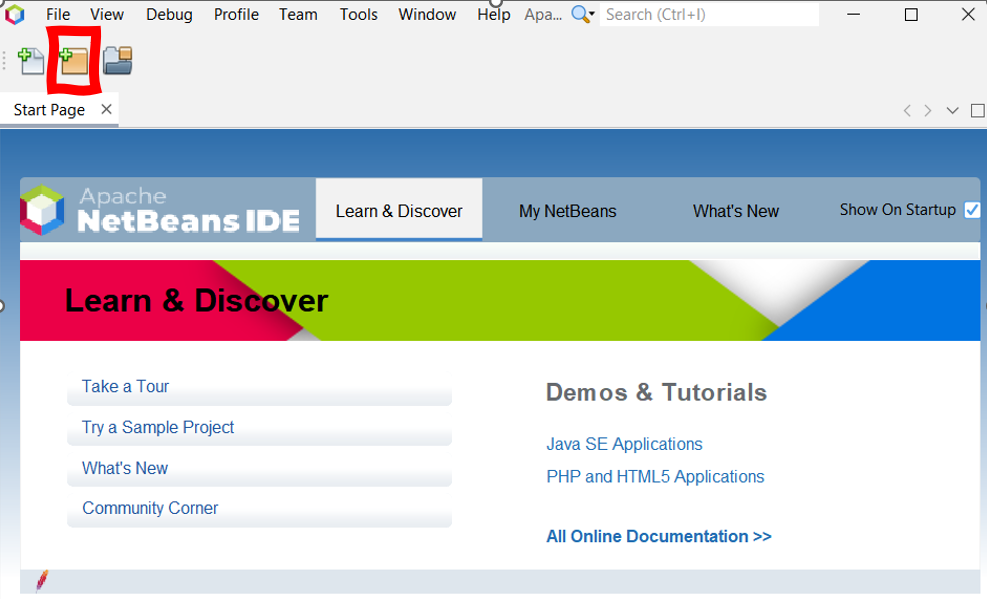 File View Debug Profile Team Tools Window Help Apa... Search (Ctrl+I)
Start Page
Apache
NetBeans IDE
Learn & Discover My NetBeans What's New Show On Startup
Learn & Discover
Take a Tour
Try a Sample Project
What's New
Community Corner
Demos & Tutorials
Java SE Applications
PHP and HTML5 Applications
All Online Documentation >>